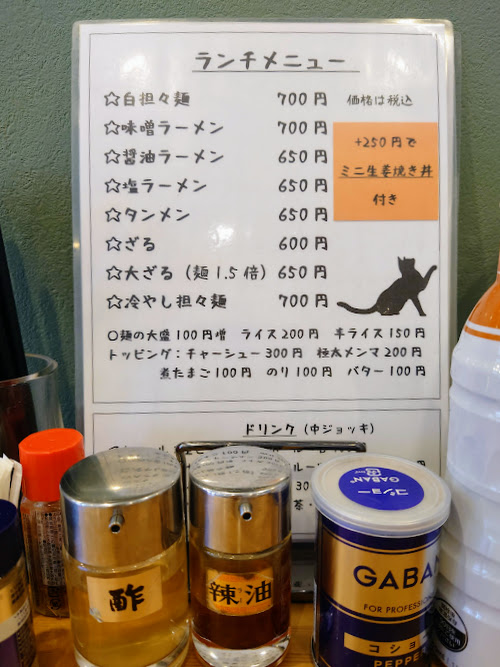 ランチメニュー
☆白担々麺 700円
価格は税込
☆味噌ラーメン 700円
☆醤油ラーメン 650円
☆塩ラーメン 650円
☆タンメン 650円
☆ざる 600円
☆大ざる（麺1.5倍）650円
☆冷やし担々麺 700円
+250円で
ミニ生姜焼き丼
付き
○麺の大盛100円増 ライス200円 半ライス150円
トッピング：チャーシュー300円 極太メンマ200円
煮たまご100円 のり100円 バター100円
ドリンク（中ジョッキ）
酢
辣油
コショー
GABAN
GABAN
FOR PROFESSIONAL
コショー
PEPPER